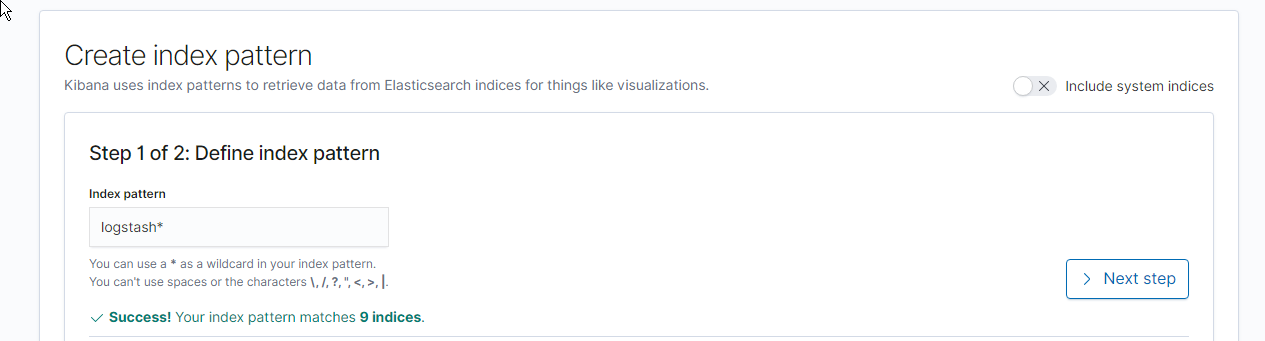 Create index pattern
Kibana uses index patterns to retrieve data from Elasticsearch indices for things like visualizations.
Include system indices
Step 1 of 2: Define index pattern
Index pattern
logstash*
You can use a * as a wildcard in your index pattern.
You can't use spaces or the characters \, /, ?, ", <, >, |.
Next step
Success! Your index pattern matches 9 indices.